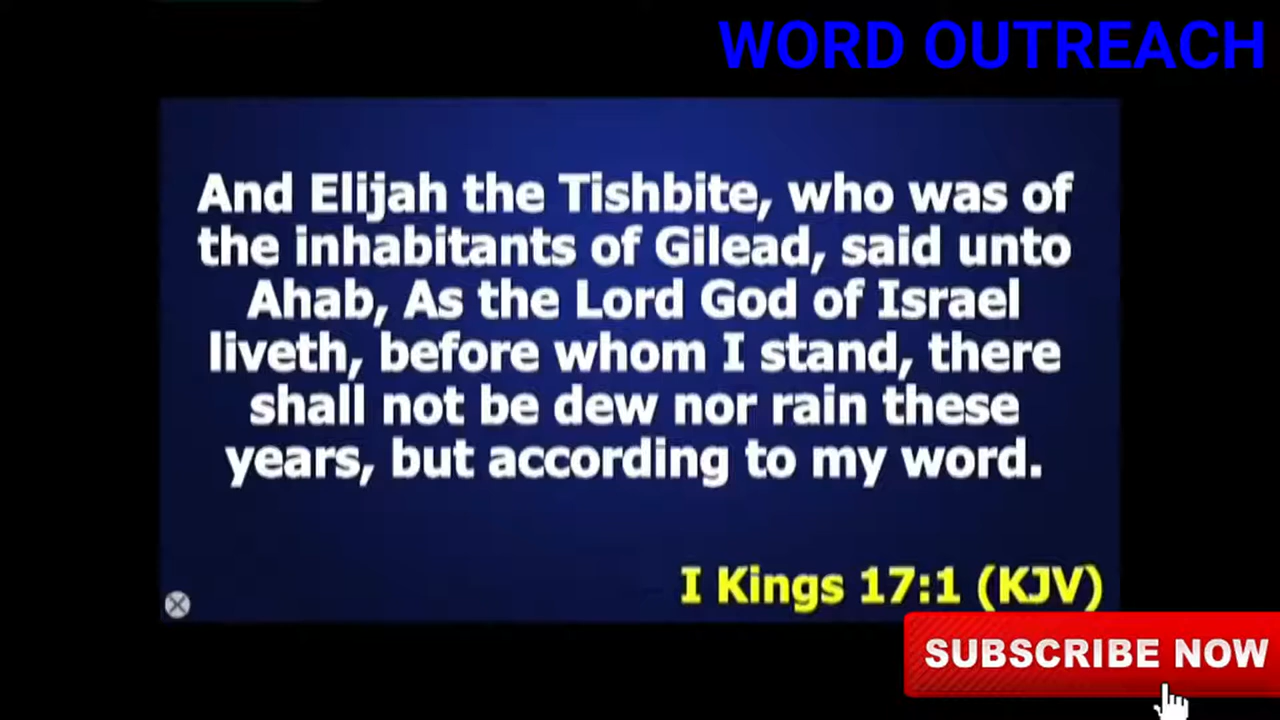 WORD OUTREACH
And Elijah the Tishbite, who was of
the inhabitants of Gilead, said unto
Ahab, As the Lord God of Israel
liveth, before whom I stand, there
shall not be dew nor rain these
years, but according to my word.
I Kings 17:1 (KJV)
SUBSCRIBE NOW